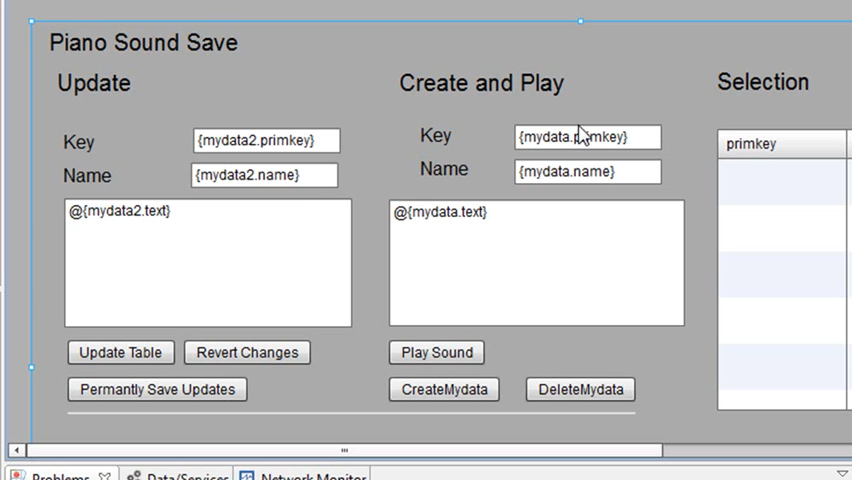 Piano Sound Save
Update
Create and Play
Selection
Key
{mydata2.primkey}
Key
{mydata.primkey}
primkey
Name
{mydata2.name}
Name
{mydata.name}
@{mydata2.text}
@{mydata.text}
Update Table
Revert Changes
Play Sound
Permantly Save Updates
CreateMydata
DeleteMydata
Problems
Data/Services
Network Monitor